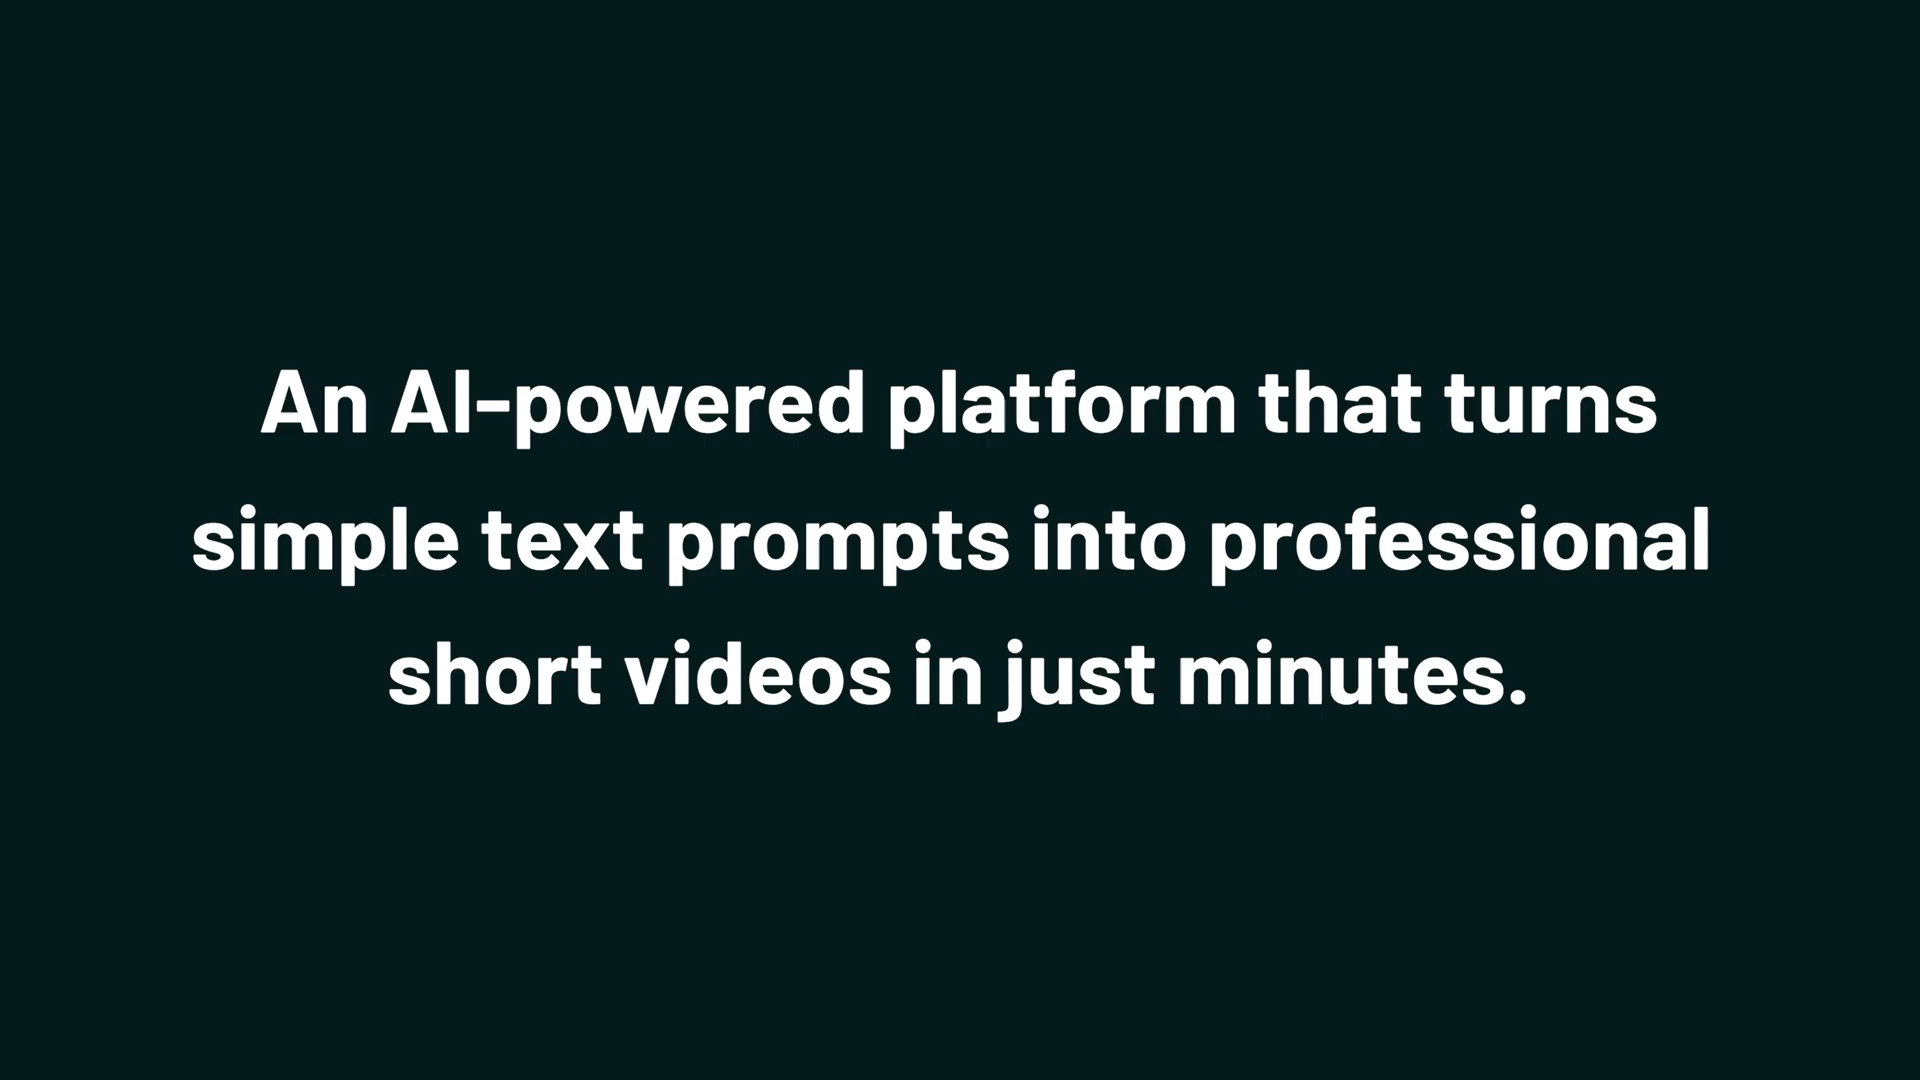 An AI-powered platform that turns
simple text prompts into professional
short videos in just minutes.